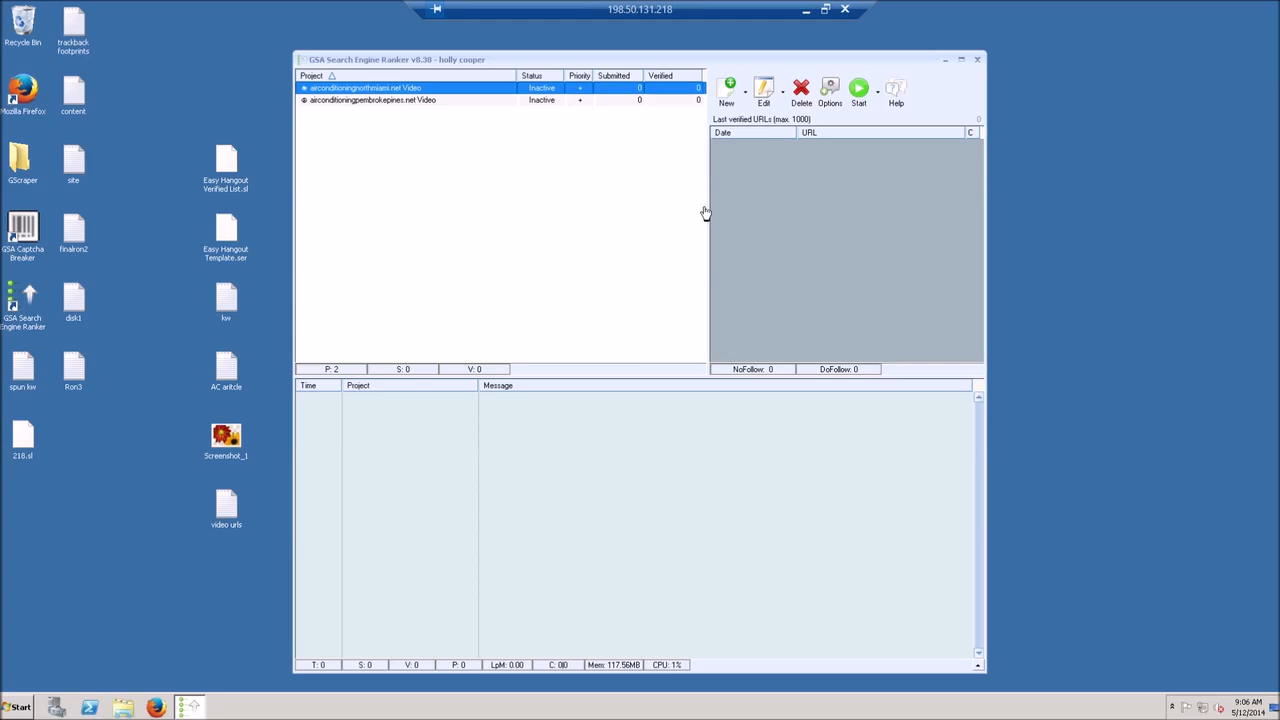 198.50.131.218
Recycle Bin
trackback
footprints
Mozilla Firefox
content
GScraper
site
Easy Hangout
Verified List.sl
GSA Captcha
Breaker
finalron2
Easy Hangout
Template.ser
GSA Search
Engine Ranker
disk1
kw
spun kw
Ron3
AC aritcle
218.sl
Screenshot_1
video urls
GSA Search Engine Ranker v8.38 - holly cooper
Project Status Priority Submitted Verified
airconditioningnorthmiami.net Video Inactive + 0 0
airconditioningpembrokepines.net Video Inactive + 0 0
New Edit Delete Options Start Help
Last verified URLs (max. 1000) 0
Date URL C
P: 2 S: 0 V: 0
NoFollow: 0 DoFollow: 0
Time Project Message
T: 0 S: 0 V: 0 P: 0 LpM: 0.00 C: 0|0 Mem: 117.56MB CPU: 1%
Start
9:06 AM
5/12/2014